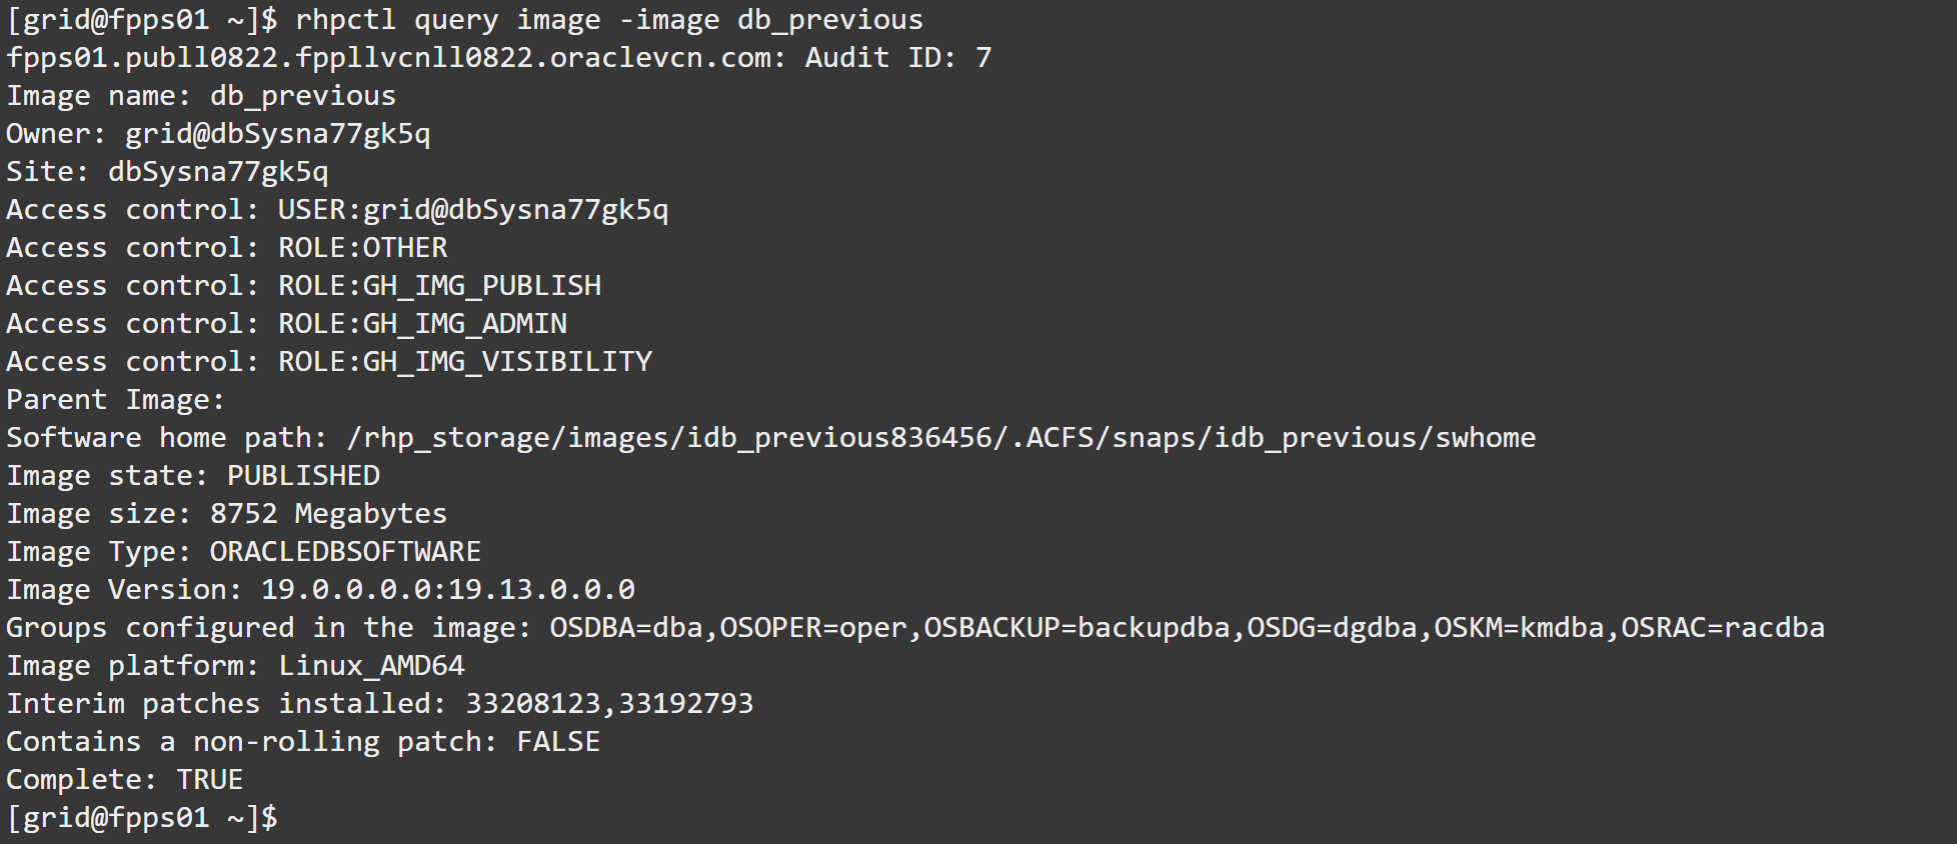 [grid@fpps01 ~]$ rhpctl query image -image db_previous
fpps01.publl0822.fppllvcnll0822.oraclevcn.com: Audit ID: 7
Image name: db_previous
Owner: grid@dbSysna77gk5q
Site: dbSysna77gk5q
Access control: USER:grid@dbSysna77gk5q
Access control: ROLE:OTHER
Access control: ROLE:GH_IMG_PUBLISH
Access control: ROLE:GH_IMG_ADMIN
Access control: ROLE:GH_IMG_VISIBILITY
Parent Image:
Software home path: /rhp_storage/images/idb_previous836456/.ACFS/snaps/idb_previous/swhome
Image state: PUBLISHED
Image size: 8752 Megabytes
Image Type: ORACLEDBSOFTWARE
Image Version: 19.0.0.0.0:19.13.0.0.0
Groups configured in the image: OSDBA=dba,OSOPER=oper,OSBACKUP=backupdba,OSDG=dgdba,OSKM=kmdba,OSRAC=racdba
Image platform: Linux_AMD64
Interim patches installed: 33208123,33192793
Contains a non-rolling patch: FALSE
Complete: TRUE
[grid@fpps01 ~]$